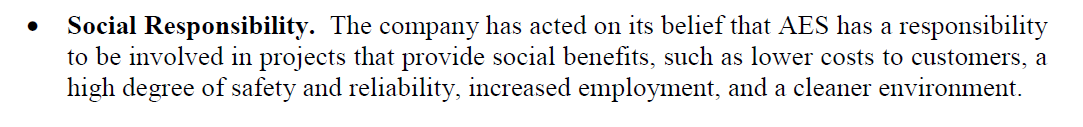 • Social Responsibility.  The company has acted on its belief that AES has a responsibility
to be involved in projects that provide social benefits, such as lower costs to customers, a
high degree of safety and reliability, increased employment, and a cleaner environment.